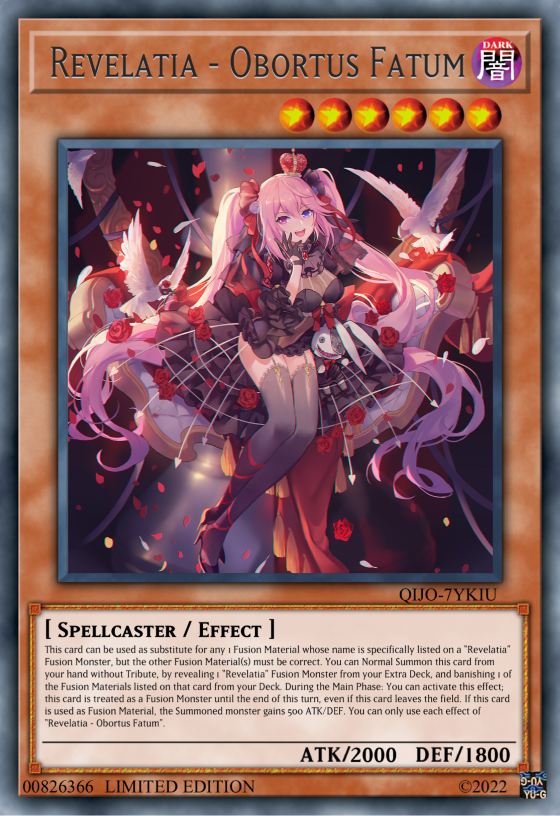 Revelatia - Obortus Fatum
DARK
闇
QIJO-7YKIU
[ Spellcaster / Effect ]
This card can be used as substitute for any 1 Fusion Material whose name is specifically listed on a "Revelatia"
Fusion Monster, but the other Fusion Material(s) must be correct. You can Normal Summon this card from
your hand without Tribute, by revealing 1 "Revelatia" Fusion Monster from your Extra Deck, and banishing 1 of
the Fusion Materials listed on that card from your Deck. During the Main Phase: You can activate this effect;
this card is treated as a Fusion Monster until the end of this turn, even if this card leaves the field. If this card
is used as Fusion Material, the Summoned monster gains 500 ATK/DEF. You can only use each effect of
"Revelatia - Obortus Fatum".
ATK/2000 DEF/1800
00826366 LIMITED EDITION ©2022
YU-G
YU-G